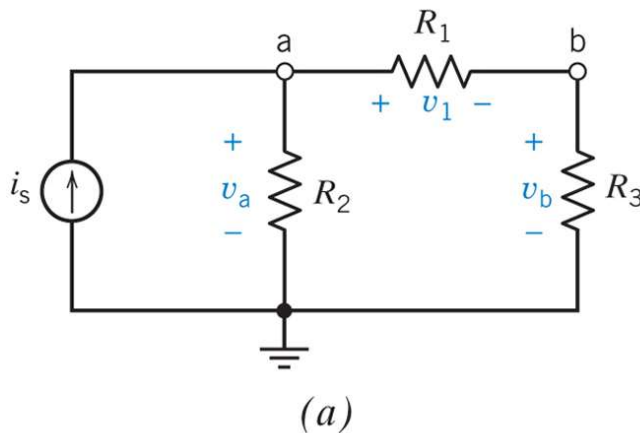 R1
a
b
+ v1 −
+
+
is
va
R2
vb
R3
−
−
(a)